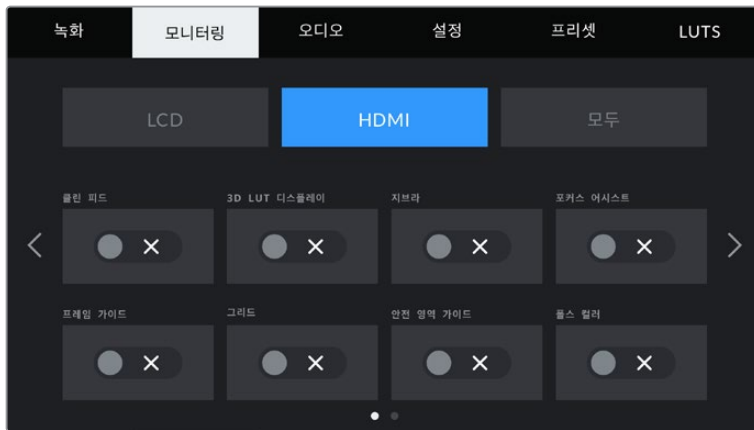 녹화 모니터링 오디오 설정 프리셋 LUTS
LCD HDMI 모두
클린 피드 3D LUT 디스플레이 지브라 포커스 어시스트
프레임 가이드 그리드 안전 영역 가이드 폴스 컬러